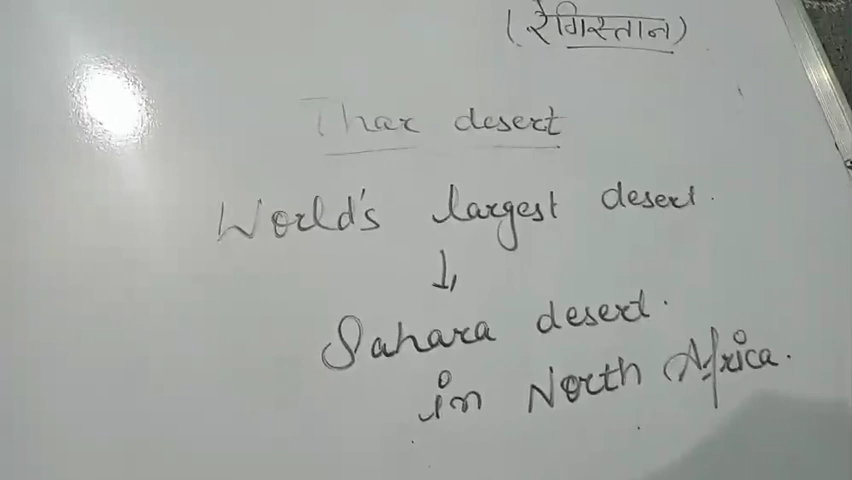 (रेगिस्तान)
Thar desert
World's largest desert.
↓
Sahara desert.
in North Africa.